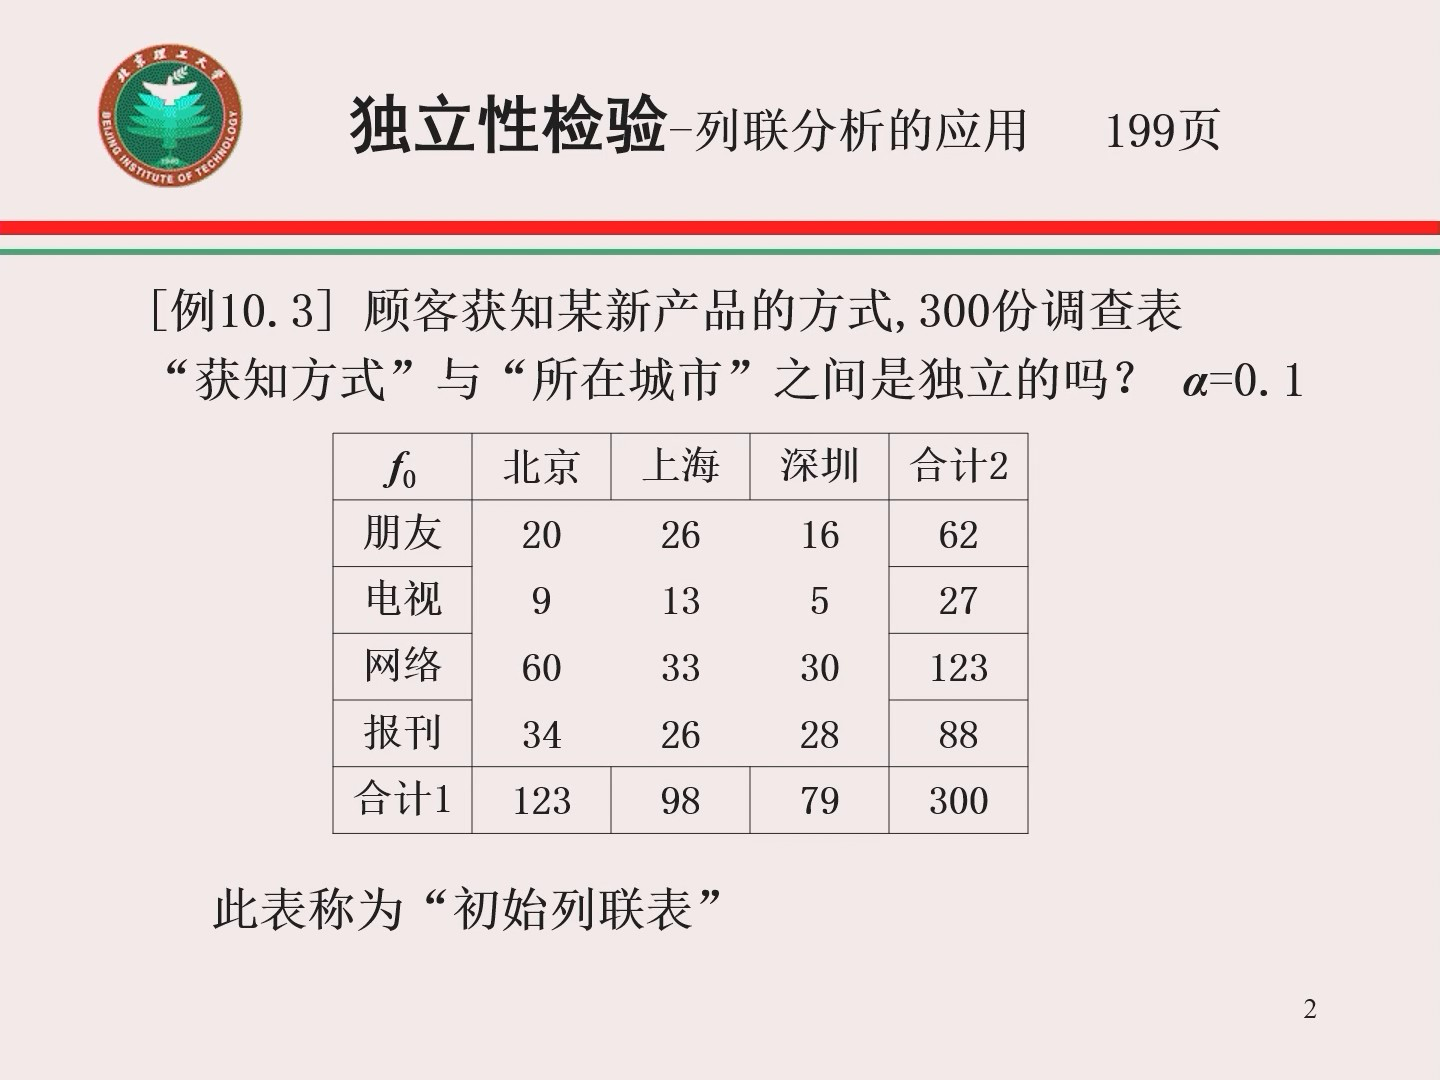 北京理工大学
BEIJING INSTITUTE OF TECHNOLOGY
1940
独立性检验-列联分析的应用 199页
[例10.3] 顾客获知某新产品的方式,300份调查表
“获知方式”与“所在城市”之间是独立的吗? α=0.1
f0 北京 上海 深圳 合计2
朋友 20 26 16 62
电视 9 13 5 27
网络 60 33 30 123
报刊 34 26 28 88
合计1 123 98 79 300
此表称为“初始列联表”
2